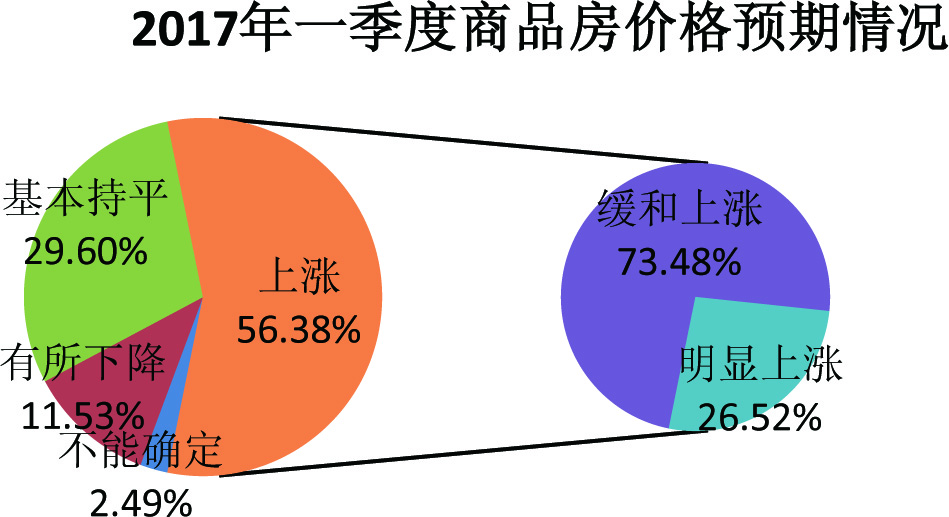 2017年一季度商品房价格预期情况
基本持平
29.60%
上涨
56.38%
有所下降
11.53%
不能确定
2.49%
缓和上涨
73.48%
明显上涨
26.52%